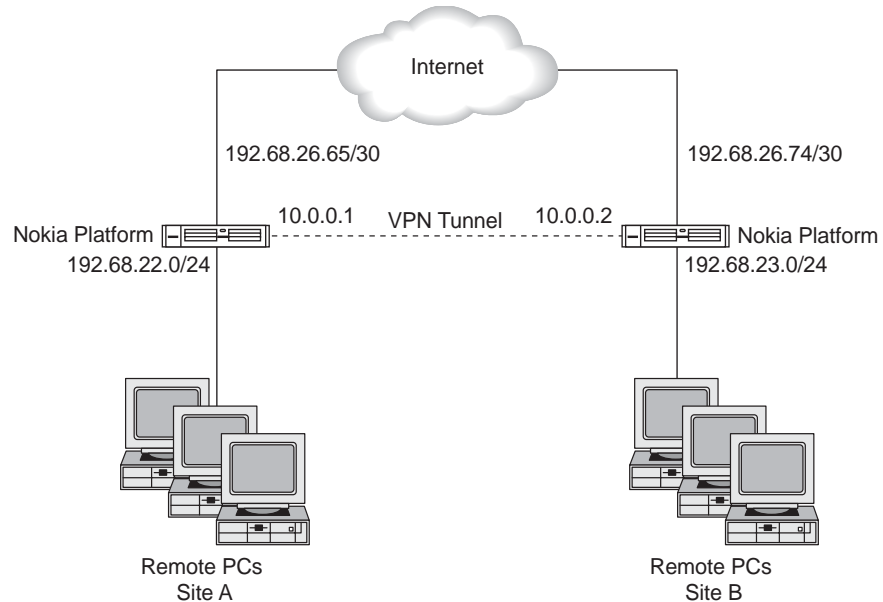 Internet
192.68.26.65/30
192.68.26.74/30
10.0.0.1
VPN Tunnel
10.0.0.2
Nokia Platform
Nokia Platform
192.68.22.0/24
192.68.23.0/24
Remote PCs
Site A
Remote PCs
Site B